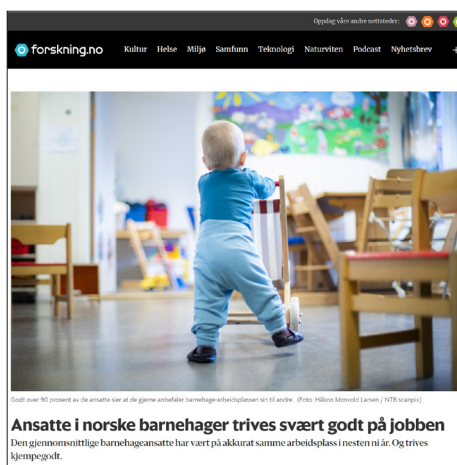 Oppdag våre andre nettsteder:
forskning.no Kultur Helse Miljø Samfunn Teknologi Naturviten Podcast Nyhetsbrev
Godt over 90 prosent av de ansatte sier at de gjerne anbefaler barnehage-arbeidsplassen sin til andre. (Foto: Håkon Mosvold Larsen / NTB scanpix)
Ansatte i norske barnehager trives svært godt på jobben
Den gjennomsnittlige barnehageansatte har vært på akkurat samme arbeidsplass i nesten ni år. Og trives
kjempegodt.